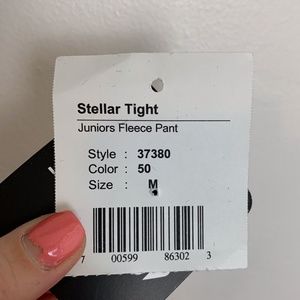 Stellar Tight
Juniors Fleece Pant
Style : 37380
Color : 50
Size : M
7 00599 86302 3